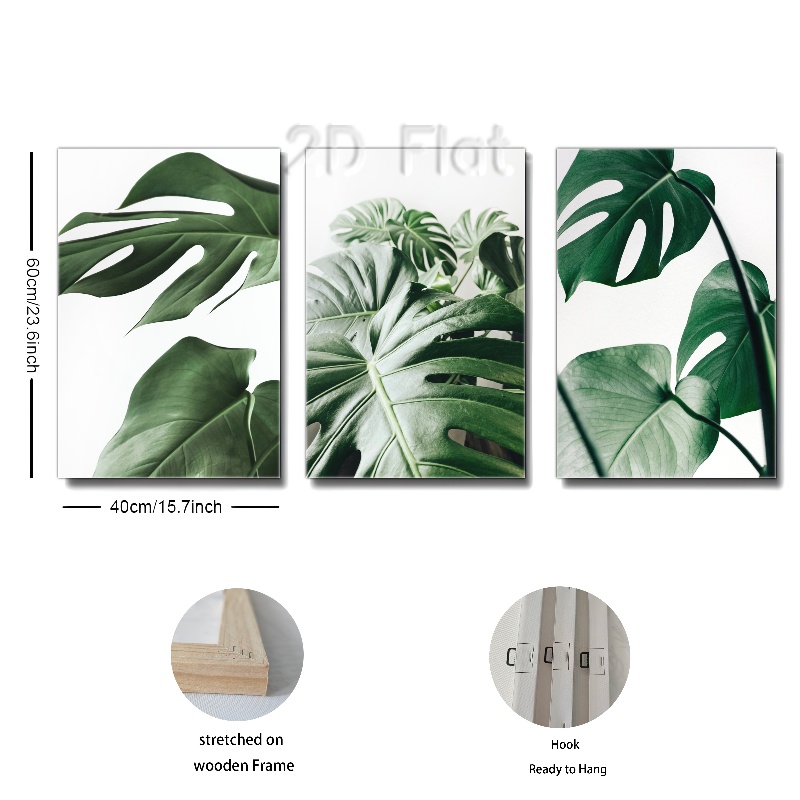 2D Flat
60cm/23.6inch
40cm/15.7inch
stretched on
wooden Frame
Hook
Ready to Hang